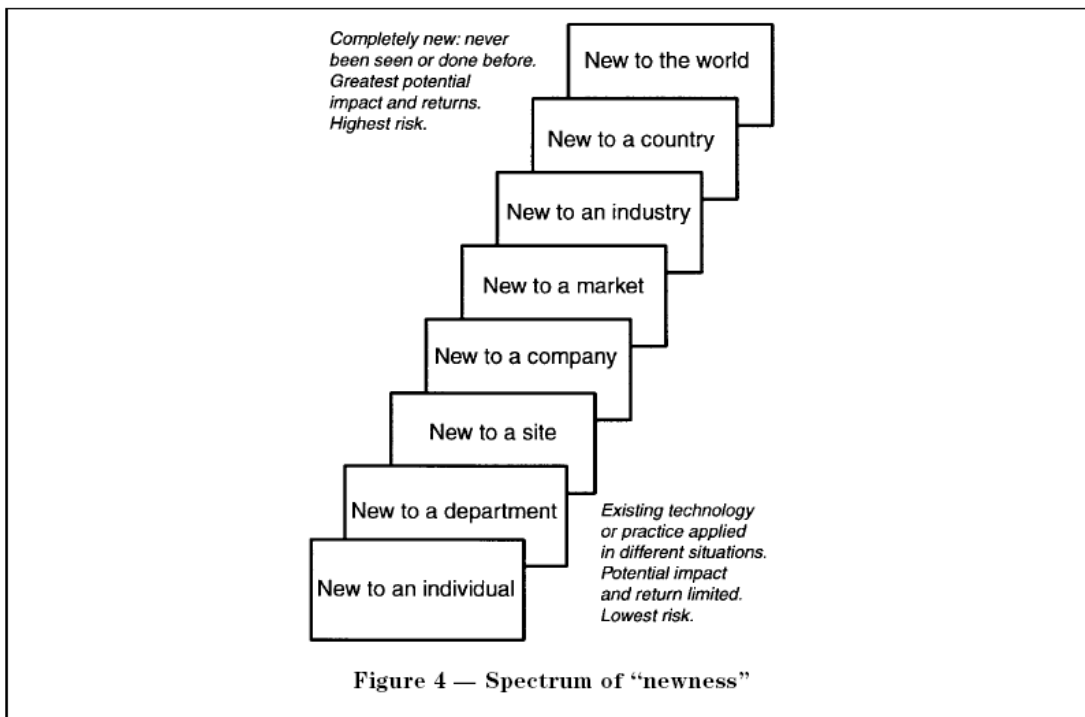 Completely new: never
been seen or done before.
Greatest potential
impact and returns.
Highest risk.
New to the world
New to a country
New to an industry
New to a market
New to a company
New to a site
New to a department
New to an individual
Existing technology
or practice applied
in different situations.
Potential impact
and return limited.
Lowest risk.
Figure 4 — Spectrum of “newness”